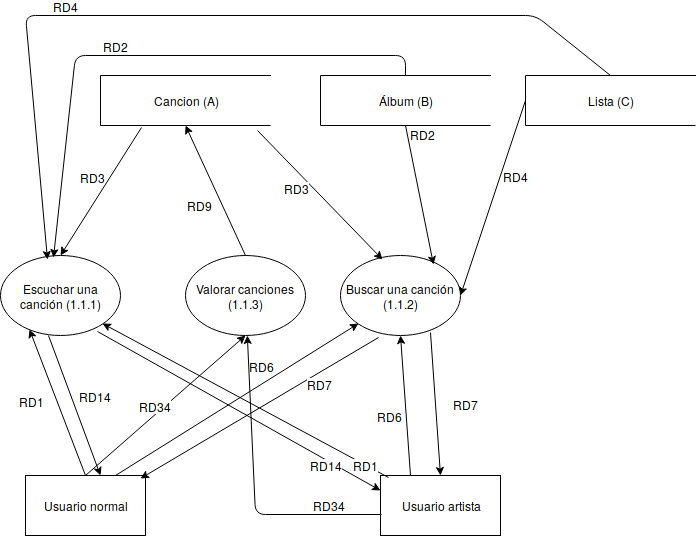 RD4
RD2
Cancion (A)
Álbum (B)
Lista (C)
RD2
RD3
RD3
RD4
RD9
Escuchar una
canción (1.1.1)
Valorar canciones
(1.1.3)
Buscar una canción
(1.1.2)
RD6
RD7
RD14
RD1
RD34
RD6
RD7
RD14
RD1
Usuario normal
RD34
Usuario artista